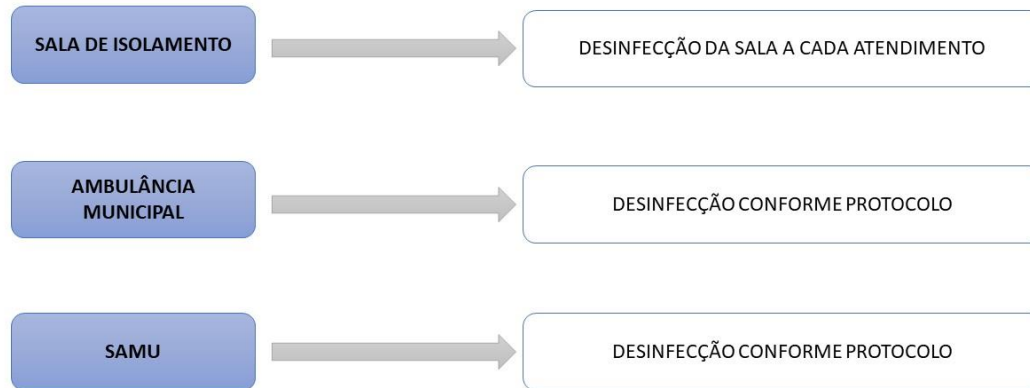 SALA DE ISOLAMENTO
DESINFECÇÃO DA SALA A CADA ATENDIMENTO
AMBULÂNCIA
MUNICIPAL
DESINFECÇÃO CONFORME PROTOCOLO
SAMU
DESINFECÇÃO CONFORME PROTOCOLO